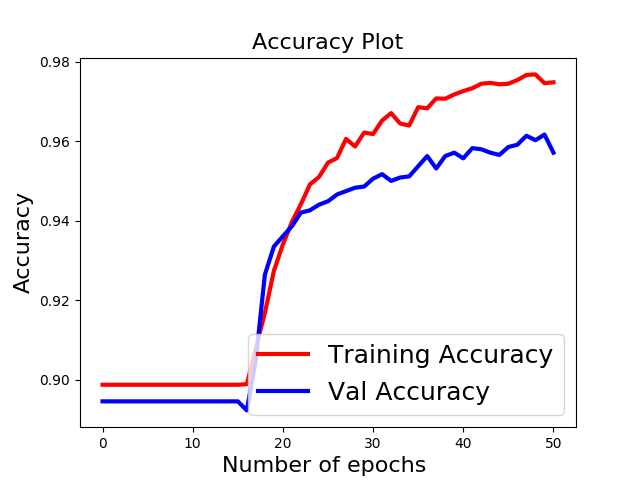 Accuracy Plot
Accuracy
0.98
0.96
0.94
0.92
0.90
Training Accuracy
Val Accuracy
0 10 20 30 40 50
Number of epochs